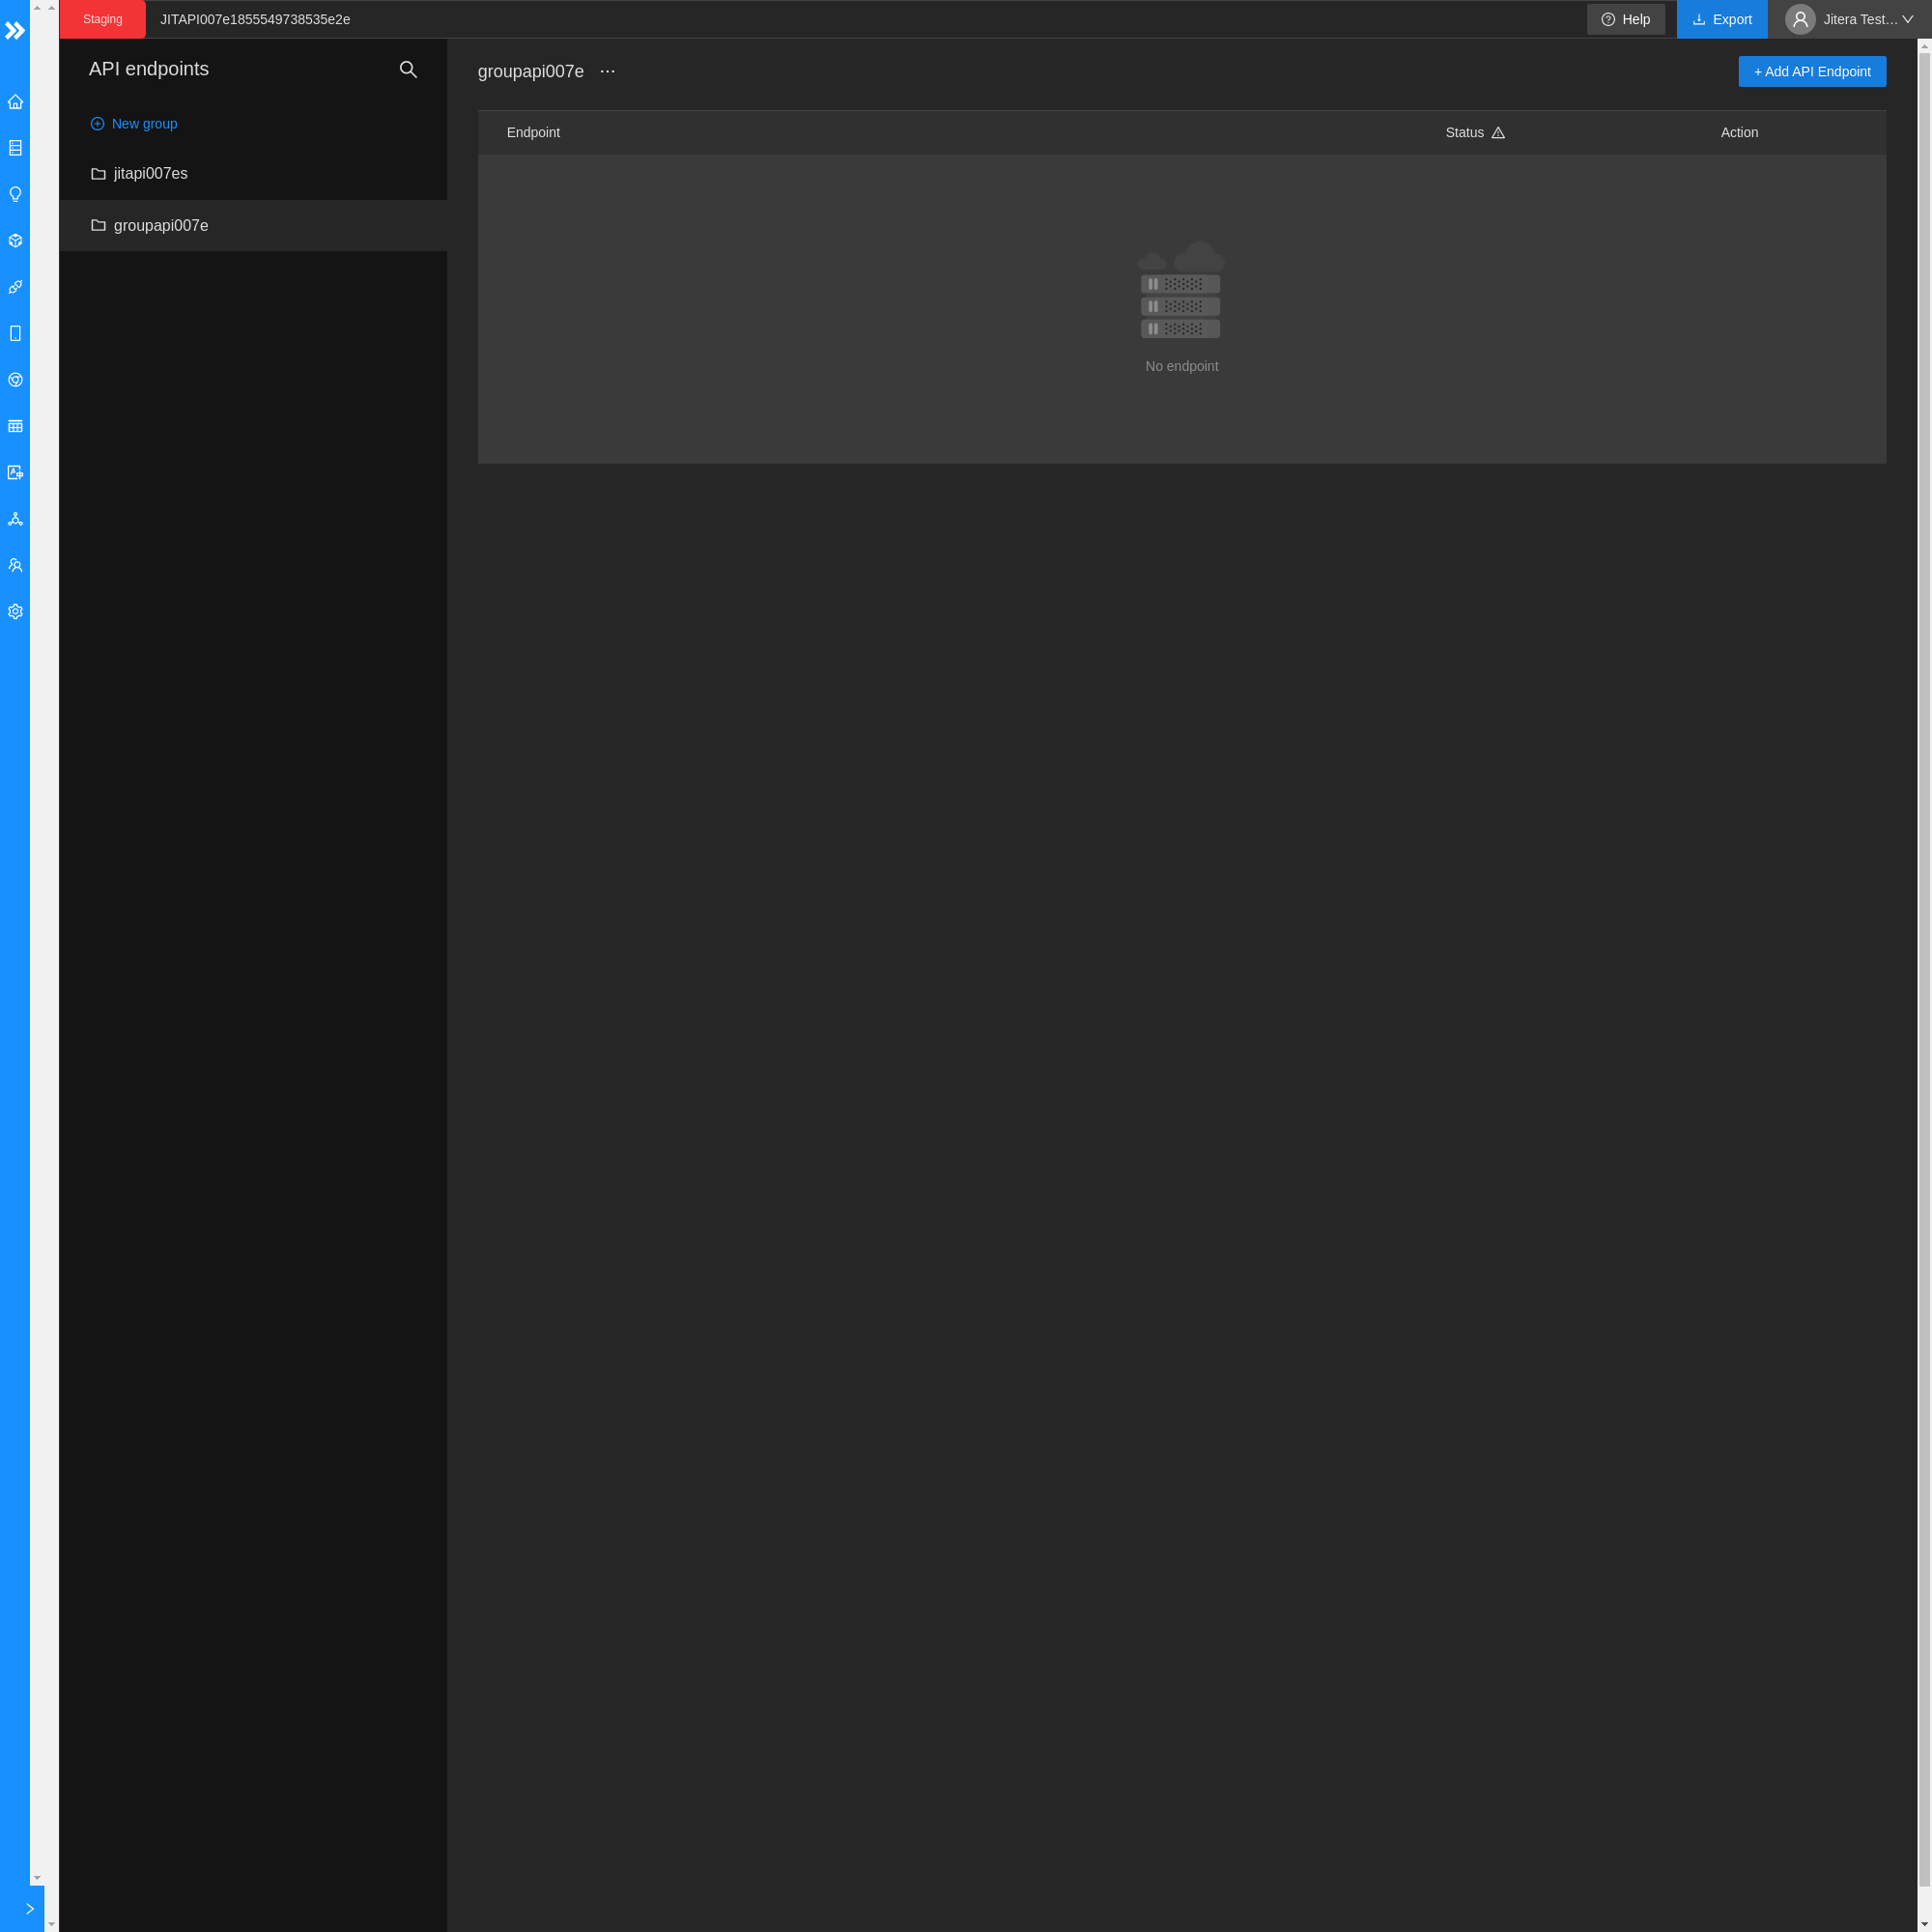 Staging
JITAPI007e1855549738535e2e
Help
Export
Jitera Test...
API endpoints
New group
jitapi007es
groupapi007e
groupapi007e
+ Add API Endpoint
Endpoint
Status
Action
No endpoint